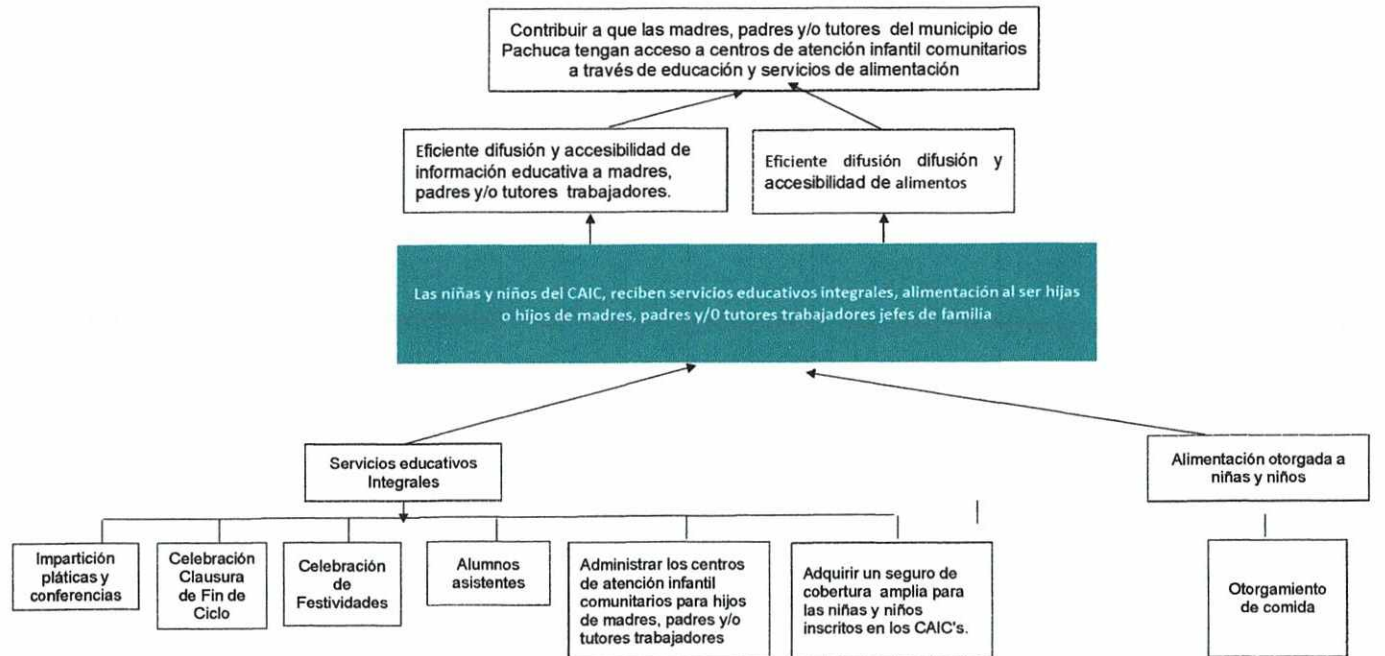 Contribuir a que las madres, padres y/o tutores del municipio de
Pachuca tengan acceso a centros de atención infantil comunitarios
a través de educación y servicios de alimentación
Eficiente difusión y accesibilidad de
información educativa a madres,
padres y/o tutores trabajadores.
Eficiente difusión difusión y
accesibilidad de alimentos
Las niñas y niños del CAIC, reciben servicios educativos integrales, alimentación al ser hijas
o hijos de madres, padres y/0 tutores trabajadores jefes de familia
Servicios educativos
Integrales
Alimentación otorgada a
niñas y niños
Impartición
pláticas y
conferencias
Celebración
Clausura
de Fin de
Ciclo
Celebración
de
Festividades
Alumnos
asistentes
Administrar los centros
de atención infantil
comunitarios para hijos
de madres, padres y/o
tutores trabajadores
Adquirir un seguro de
cobertura amplia para
las niñas y niños
inscritos en los CAIC's.
Otorgamiento
de comida